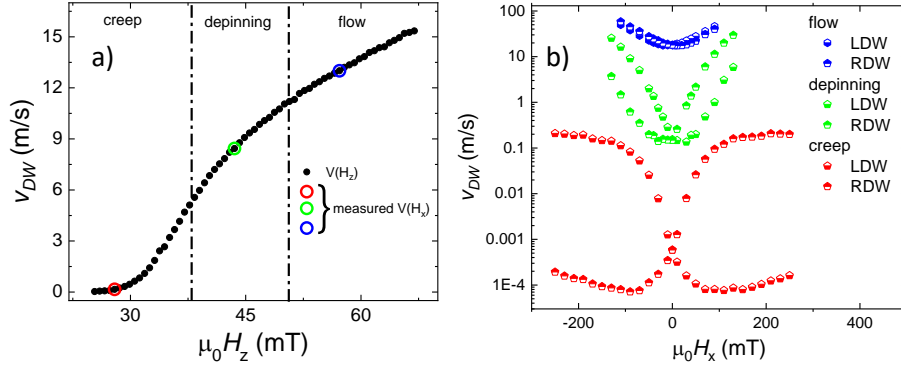 creep depinning flow
a)
15
12
9
6
3
0
v_DW (m/s)
V(H_z)
measured V(H_x)
30 45 60
μ₀H_z (mT)
b)
100
10
1
0.1
0.01
0.001
1E-4
v_DW (m/s)
flow
LDW
RDW
depinning
LDW
RDW
creep
LDW
RDW
-200 0 200 400
μ₀H_x (mT)